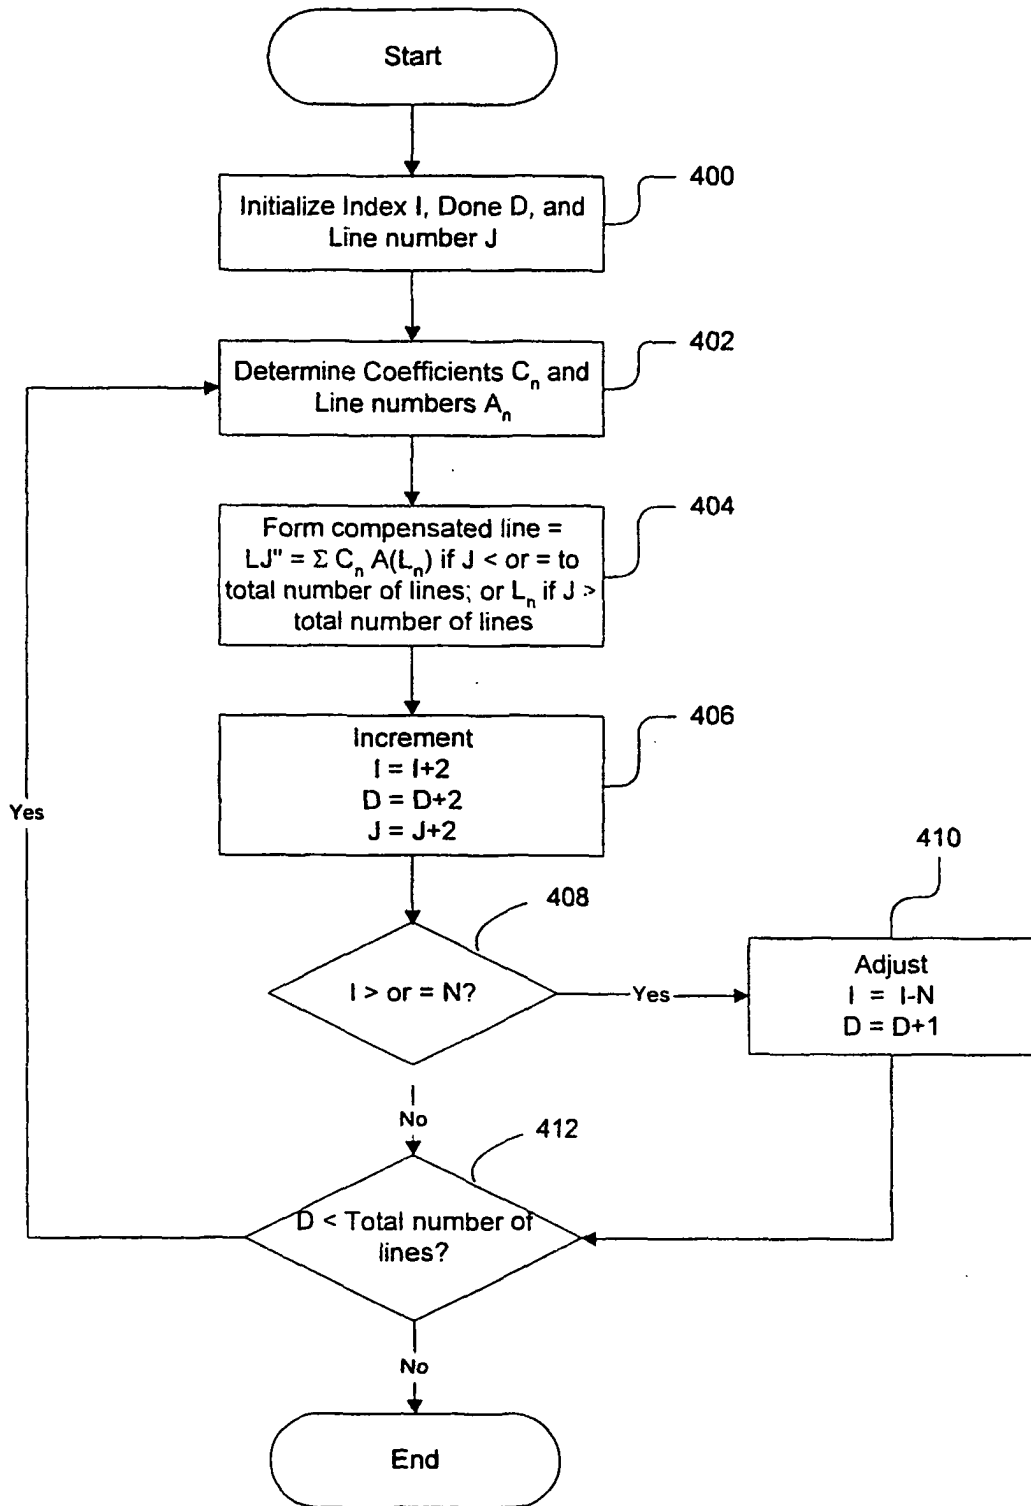 Start
400
Initialize Index I, Done D, and
Line number J
402
Determine Coefficients Cn and
Line numbers An
404
Form compensated line =
LJ" = Σ Cn A(Ln) if J < or = to
total number of lines; or Ln if J >
total number of lines
406
Increment
I = I+2
D = D+2
J = J+2
Yes
408
I > or = N?
Yes
410
Adjust
I = I-N
D = D+1
No
412
D < Total number of
lines?
No
End